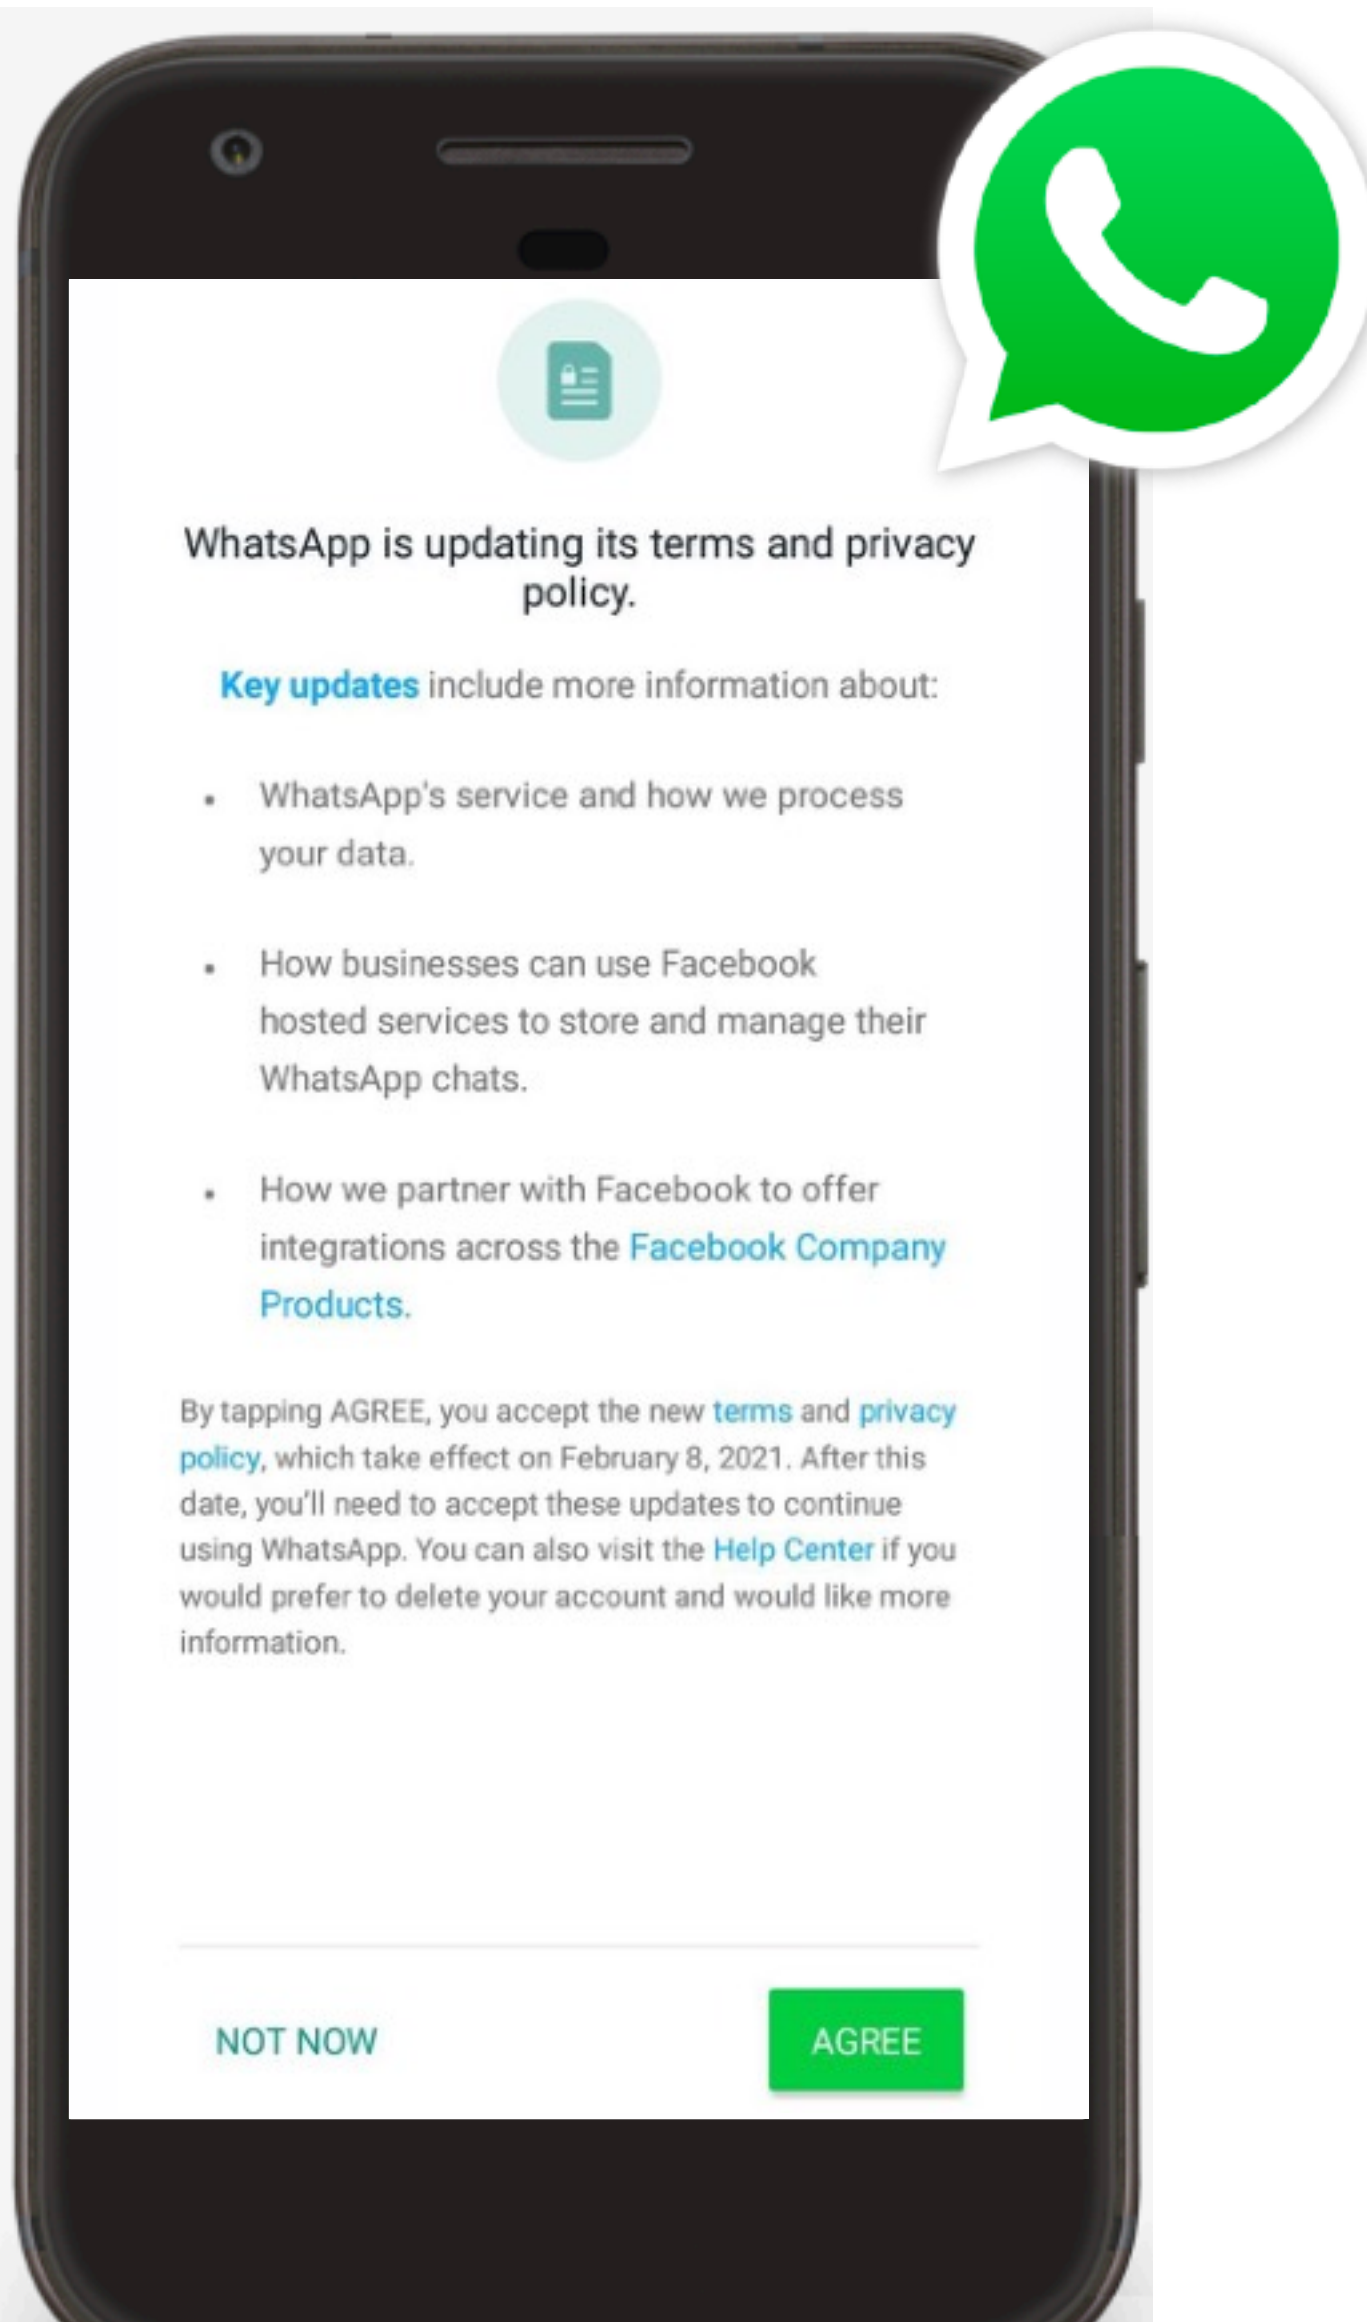 WhatsApp is updating its terms and privacy
policy.
Key updates include more information about:
• WhatsApp's service and how we process
your data.
• How businesses can use Facebook
hosted services to store and manage their
WhatsApp chats.
• How we partner with Facebook to offer
integrations across the Facebook Company
Products.
By tapping AGREE, you accept the new terms and privacy
policy, which take effect on February 8, 2021. After this
date, you'll need to accept these updates to continue
using WhatsApp. You can also visit the Help Center if you
would prefer to delete your account and would like more
information.
NOT NOW
AGREE